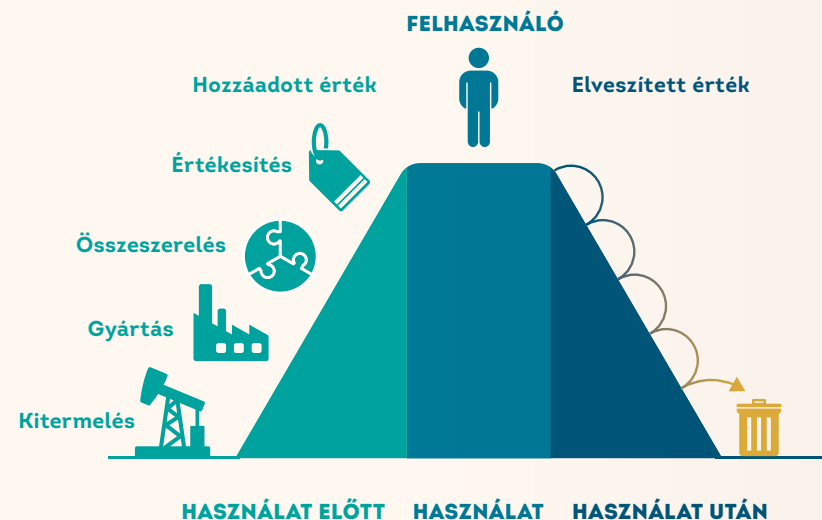 FELHASZNÁLÓ
Hozzáadott érték
Elveszített érték
Értékesítés
Összeszerelés
Gyártás
Kitermelés
HASZNÁLAT ELŐTT
HASZNÁLAT
HASZNÁLAT UTÁN